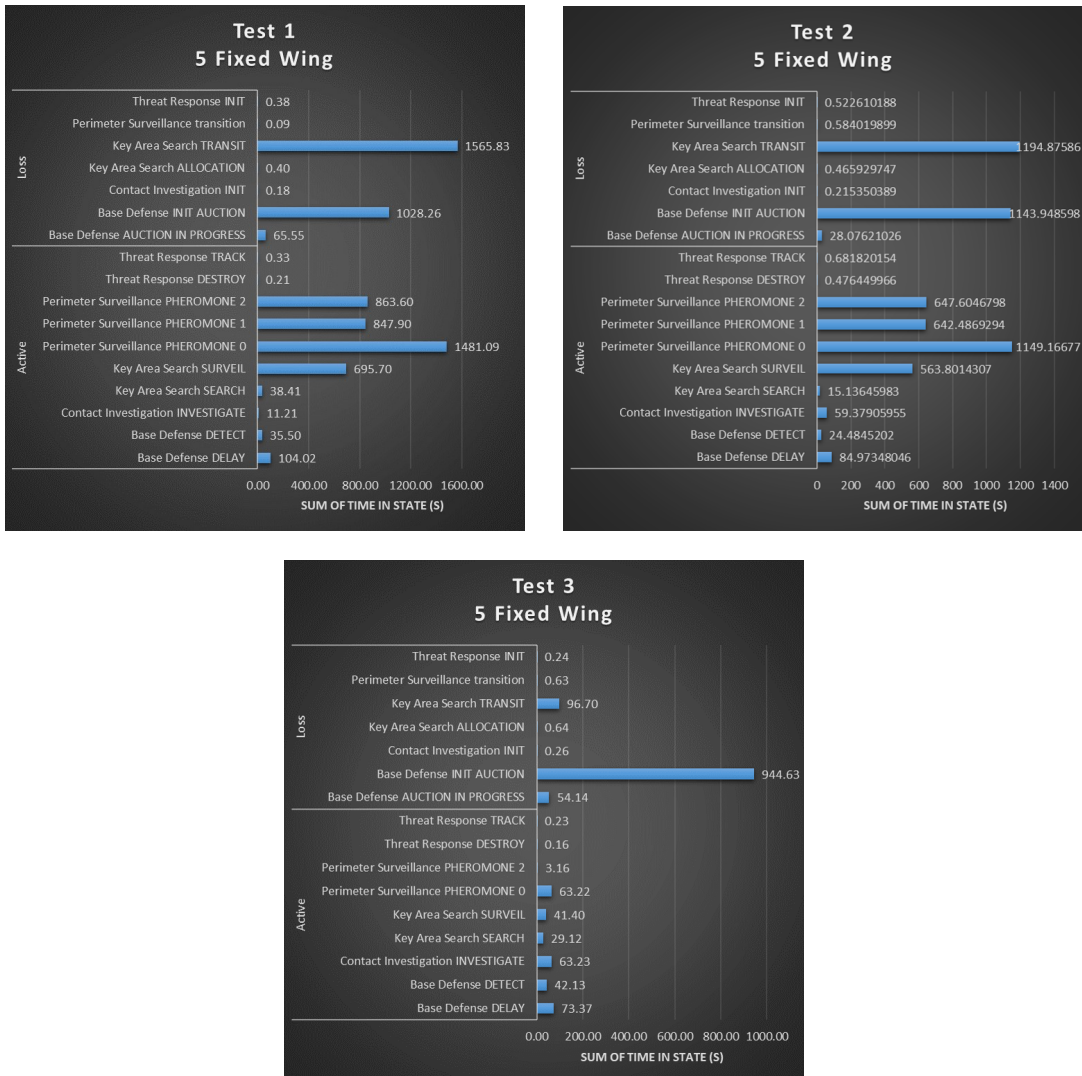 Test 1
5 Fixed Wing
Loss
Threat Response INIT 0.38
Perimeter Surveillance transition 0.09
Key Area Search TRANSIT 1565.83
Key Area Search ALLOCATION 0.40
Contact Investigation INIT 0.18
Base Defense INIT AUCTION 1028.26
Base Defense AUCTION IN PROGRESS 65.55
Active
Threat Response TRACK 0.33
Threat Response DESTROY 0.21
Perimeter Surveillance PHEROMONE 2 863.60
Perimeter Surveillance PHEROMONE 1 847.90
Perimeter Surveillance PHEROMONE 0 1481.09
Key Area Search SURVEIL 695.70
Key Area Search SEARCH 38.41
Contact Investigation INVESTIGATE 11.21
Base Defense DETECT 35.50
Base Defense DELAY 104.02
0.00 400.00 800.00 1200.00 1600.00
SUM OF TIME IN STATE (S)
Test 2
5 Fixed Wing
Loss
Threat Response INIT 0.522610188
Perimeter Surveillance transition 0.584019899
Key Area Search TRANSIT 1194.87586
Key Area Search ALLOCATION 0.465929747
Contact Investigation INIT 0.215350389
Base Defense INIT AUCTION 1143.948598
Base Defense AUCTION IN PROGRESS 28.07621026
Active
Threat Response TRACK 0.681820154
Threat Response DESTROY 0.476449966
Perimeter Surveillance PHEROMONE 2 647.6046798
Perimeter Surveillance PHEROMONE 1 642.4869294
Perimeter Surveillance PHEROMONE 0 1149.16677
Key Area Search SURVEIL 563.8014307
Key Area Search SEARCH 15.13645983
Contact Investigation INVESTIGATE 59.37905955
Base Defense DETECT 24.4845202
Base Defense DELAY 84.97348046
0 200 400 600 800 1000 1200 1400
SUM OF TIME IN STATE (S)
Test 3
5 Fixed Wing
Loss
Threat Response INIT 0.24
Perimeter Surveillance transition 0.63
Key Area Search TRANSIT 96.70
Key Area Search ALLOCATION 0.64
Contact Investigation INIT 0.26
Base Defense INIT AUCTION 944.63
Base Defense AUCTION IN PROGRESS 54.14
Active
Threat Response TRACK 0.23
Threat Response DESTROY 0.16
Perimeter Surveillance PHEROMONE 2 3.16
Perimeter Surveillance PHEROMONE 0 63.22
Key Area Search SURVEIL 41.40
Key Area Search SEARCH 29.12
Contact Investigation INVESTIGATE 63.23
Base Defense DETECT 42.13
Base Defense DELAY 73.37
0.00 200.00 400.00 600.00 800.00 1000.00
SUM OF TIME IN STATE (S)